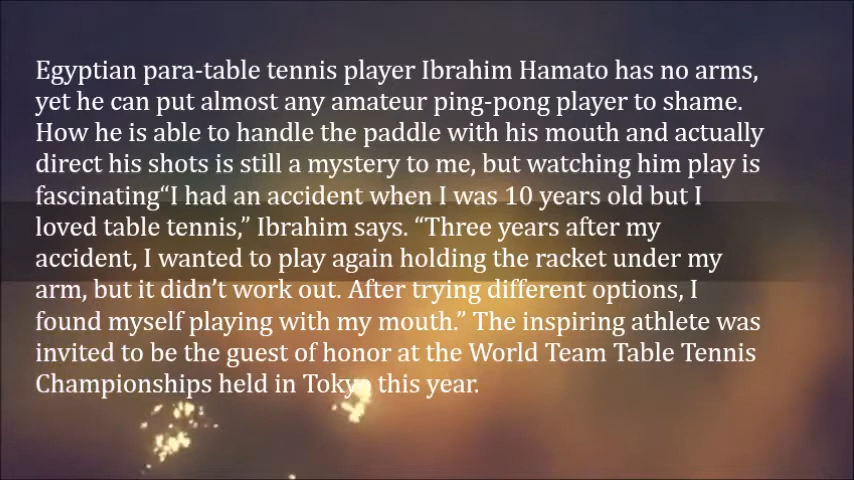 Egyptian para-table tennis player Ibrahim Hamato has no arms,
yet he can put almost any amateur ping-pong player to shame.
How he is able to handle the paddle with his mouth and actually
direct his shots is still a mystery to me, but watching him play is
fascinating“I had an accident when I was 10 years old but I
loved table tennis,” Ibrahim says. “Three years after my
accident, I wanted to play again holding the racket under my
arm, but it didn’t work out. After trying different options, I
found myself playing with my mouth.” The inspiring athlete was
invited to be the guest of honor at the World Team Table Tennis
Championships held in Tokyo this year.